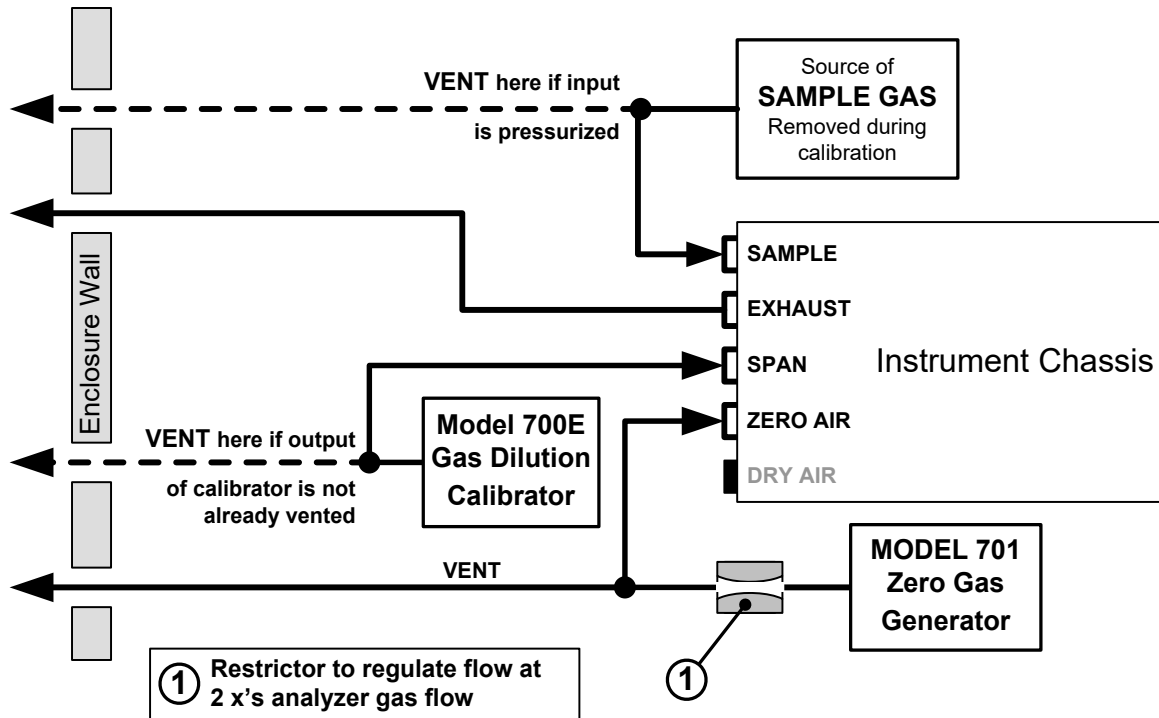 VENT here if input
is pressurized
Source of
SAMPLE GAS
Removed during
calibration
Enclosure Wall
SAMPLE
EXHAUST
SPAN
ZERO AIR
DRY AIR
Instrument Chassis
VENT here if output
of calibrator is not
already vented
Model 700E
Gas Dilution
Calibrator
VENT
MODEL 701
Zero Gas
Generator
1
1 Restrictor to regulate flow at
2 x's analyzer gas flow